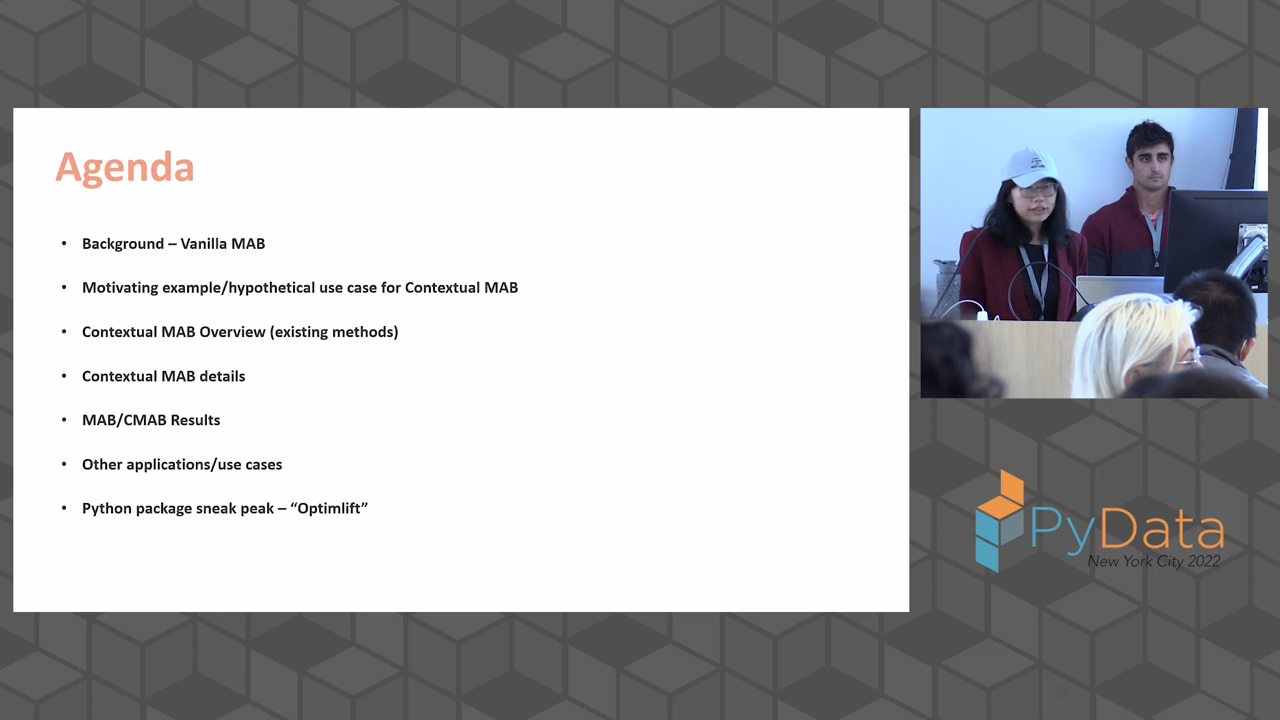 Agenda
• Background – Vanilla MAB
• Motivating example/hypothetical use case for Contextual MAB
• Contextual MAB Overview (existing methods)
• Contextual MAB details
• MAB/CMAB Results
• Other applications/use cases
• Python package sneak peak – “Optimlift”
PyData
New York City 2022